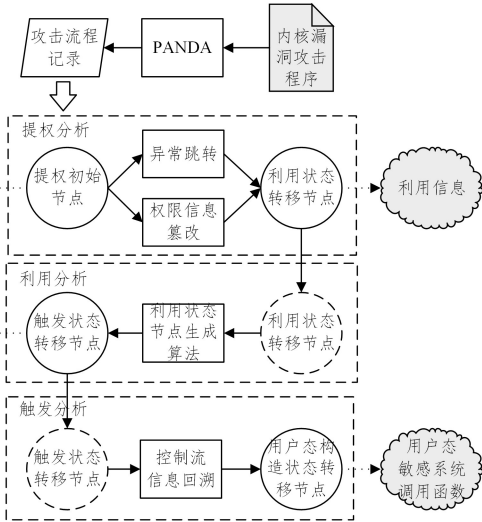 攻击流程
记录
PANDA
内核漏
洞攻击
程序
提权分析
提权初始
节点
异常跳转
权限信息
篡改
利用状态
转移节点
利用信息
利用分析
触发状态
转移节点
利用状态
节点生成
算法
利用状态
转移节点
触发分析
触发状态
转移节点
控制流
信息回溯
用户态构
造状态转
移节点
用户态
敏感系统
调用函数